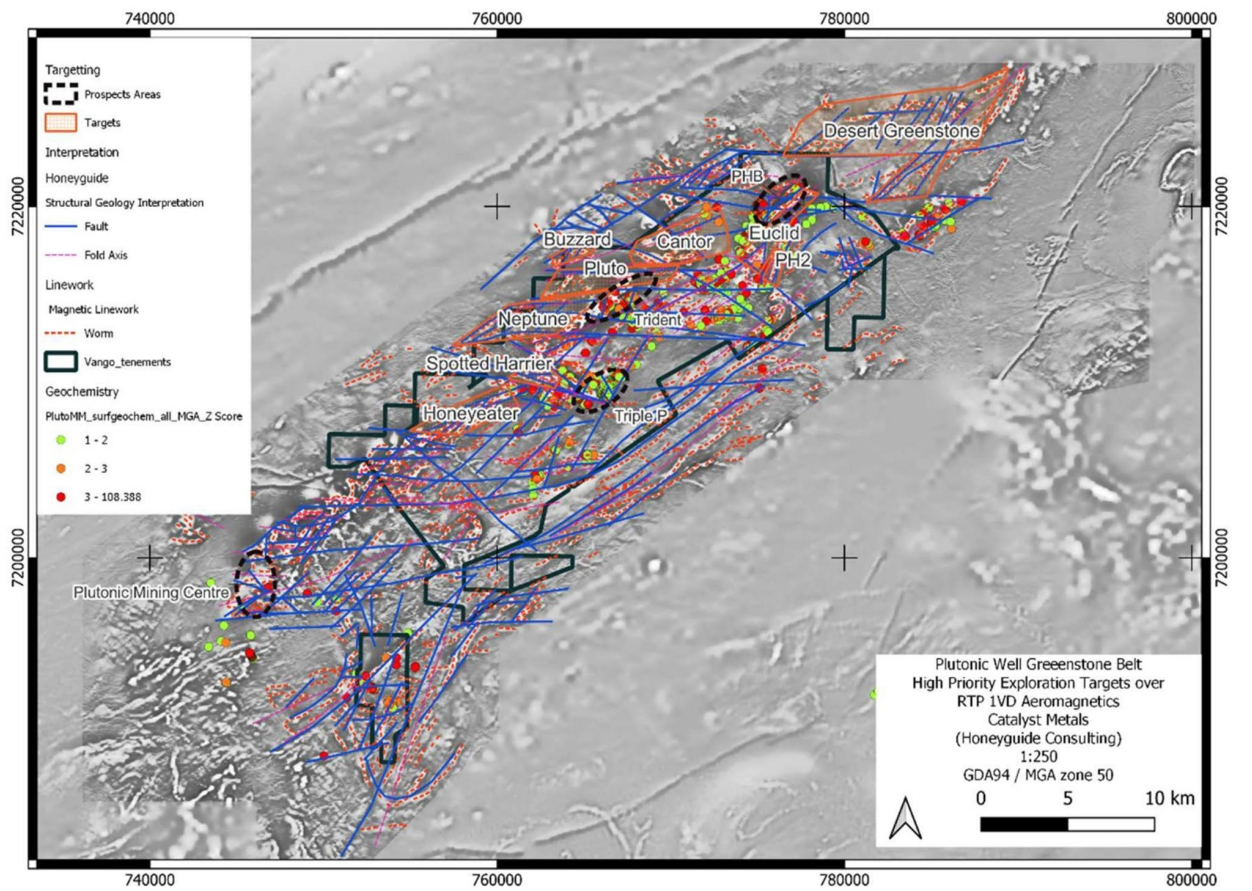 740000
760000
780000
800000
7220000
7200000
Targetting
Prospects Areas
Targets
Interpretation
Honeyguide
Structural Geology Interpretation
Fault
Fold Axis
Linework
Magnetic Linework
Worm
Vango_tenements
Geochemistry
PlutoMM_surfgeochem_all_MGA_Z Score
1 - 2
2 - 3
3 - 108.388
Desert Greenstone
PHB
Euclid
Buzzard
Cantor
PH2
Pluto
Neptune
Trident
Spotted Harrier
Honeyeater
Triple P
Plutonic Mining Centre
Plutonic Well Greeenstone Belt
High Priority Exploration Targets over
RTP 1VD Aeromagnetics
Catalyst Metals
(Honeyguide Consulting)
1:250
GDA94 / MGA zone 50
0 5 10 km
7220000
7200000
740000
760000
780000
800000